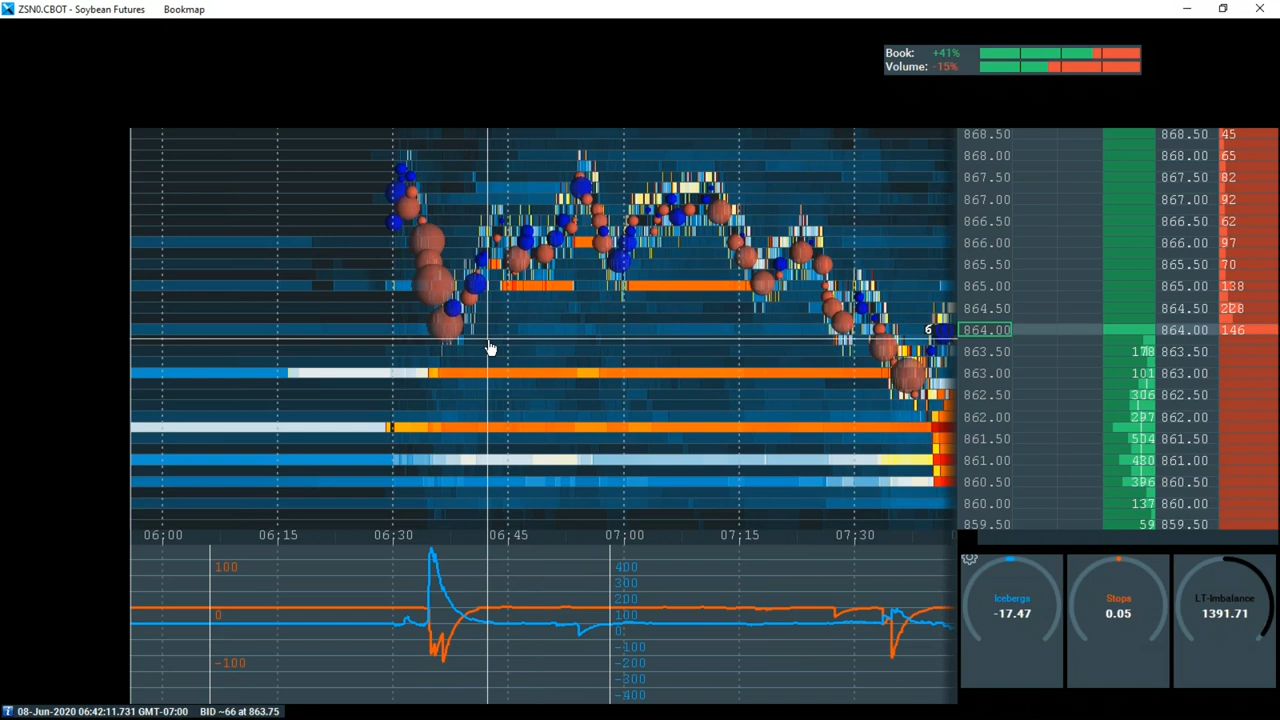 ZSN0.CBOT - Soybean Futures Bookmap
Book: +41%
Volume: -15%
868.50 868.50 45
868.00 868.00 65
867.50 867.50 82
867.00 867.00 92
866.50 866.50 62
866.00 866.00 97
865.50 865.50 70
865.00 865.00 138
864.50 864.50 228
6 864.00 864.00 146
863.50 178 863.50
863.00 101 863.00
862.50 306 862.50
862.00 297 862.00
861.50 504 861.50
861.00 430 861.00
860.50 396 860.50
860.00 137 860.00
859.50 59 859.50
06:00 06:15 06:30 06:45 07:00 07:15 07:30
100 400
300
200
0 100
0
-100
-100 -200
-300
-400
Icebergs Stops LT-Imbalance
-17.47 0.05 1391.71
08-Jun-2020 06:42:11.731 GMT-07:00 BID ~66 at 863.75